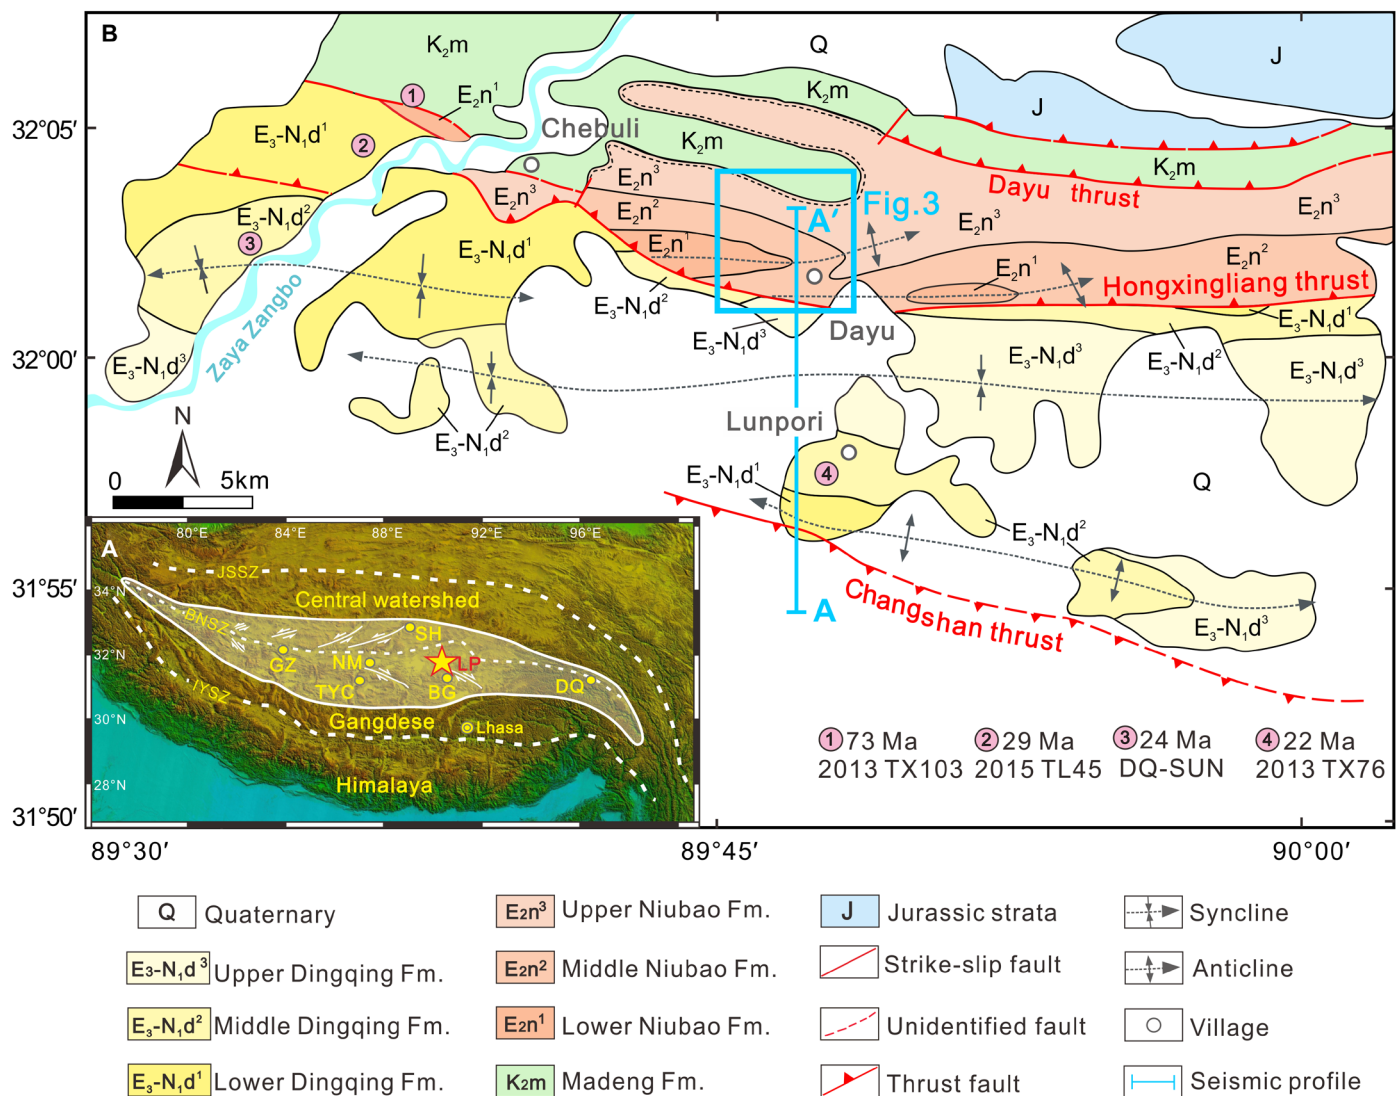 B
K₂m
Q
J
1
E₂n¹
K₂m
J
32°05′
E₃-N₁d¹
2
Chebuli
K₂m
K₂m
E₂n³
Dayu thrust
E₂n³
E₂n³
E₂n²
A′
Fig.3
E₂n³
E₃-N₁d²
3
E₃-N₁d¹
E₂n¹
E₂n²
E₂n¹
Hongxingliang thrust
E₃-N₁d²
E₃-N₁d¹
Zaya Zangbo
E₃-N₁d³
Dayu
32°00′
E₃-N₁d³
E₃-N₁d³
E₃-N₁d²
E₃-N₁d³
N
Lunpori
E₃-N₁d²
0 5km
E₃-N₁d¹
4
Q
E₃-N₁d²
A
80°E 84°E 88°E 92°E 96°E
31°55′
JSSZ
34°N
Central watershed
Changshan thrust
A
BNSZ
SH
E₃-N₁d³
32°N
GZ
NM
LP
IYSZ
TYC
BG
DQ
30°N
Gangdese
Lhasa
28°N
Himalaya
1 73 Ma
2013 TX103
2 29 Ma
2015 TL45
3 24 Ma
DQ-SUN
4 22 Ma
2013 TX76
31°50′
89°30′ 89°45′ 90°00′
Q Quaternary
E₃-N₁d³ Upper Dingqing Fm.
E₃-N₁d² Middle Dingqing Fm.
E₃-N₁d¹ Lower Dingqing Fm.
E₂n³ Upper Niubao Fm.
E₂n² Middle Niubao Fm.
E₂n¹ Lower Niubao Fm.
K₂m Madeng Fm.
J Jurassic strata
Strike-slip fault
Unidentified fault
Thrust fault
Syncline
Anticline
Village
Seismic profile